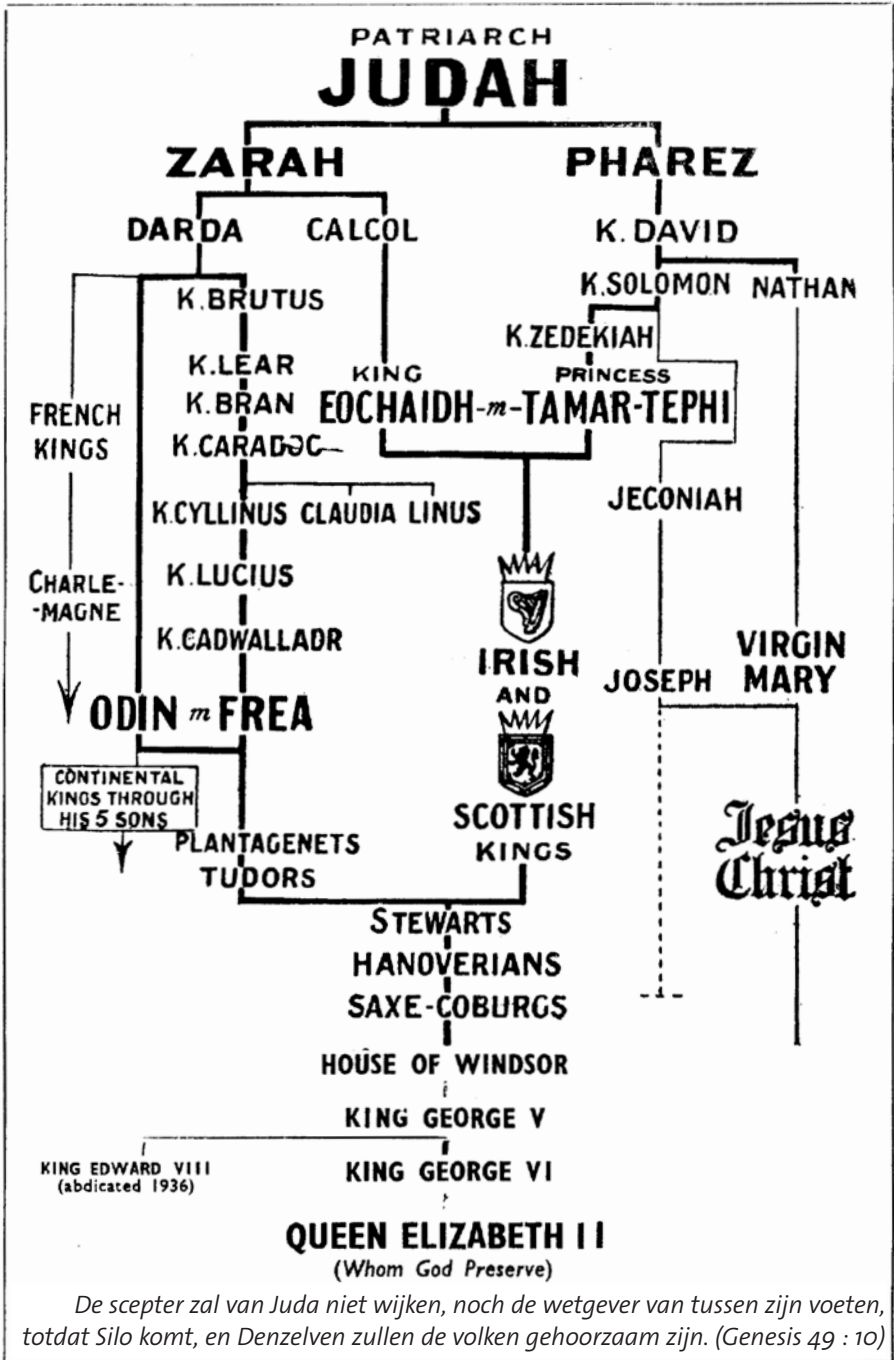 PATRIARCH
JUDAH
ZARAH PHAREZ
DARDA CALCOL K. DAVID
K. BRUTUS K. SOLOMON NATHAN
K. ZEDEKIAH
K. LEAR KING PRINCESS
K. BRAN EOCHAIDH-m-TAMAR-TEPHI
FRENCH
KINGS
K. CARADOC
JECONIAH
K. CYLLINUS CLAUDIA LINUS
CHARLE-
-MAGNE
K. LUCIUS
K. CADWALLADR
IRISH
AND
SCOTTISH
KINGS
JOSEPH
VIRGIN
MARY
ODIN m FREA
CONTINENTAL
KINGS THROUGH
HIS 5 SONS
Jesus
Christ
PLANTAGENETS
TUDORS
STEWARTS
HANOVERIANS
SAXE-COBURGS
HOUSE OF WINDSOR
KING GEORGE V
KING EDWARD VIII
(abdicated 1936)
KING GEORGE VI
QUEEN ELIZABETH II
(Whom God Preserve)
De scepter zal van Juda niet wijken, noch de wetgever van tussen zijn voeten,
totdat Silo komt, en Denzelven zullen de volken gehoorzaam zijn. (Genesis 49 : 10)